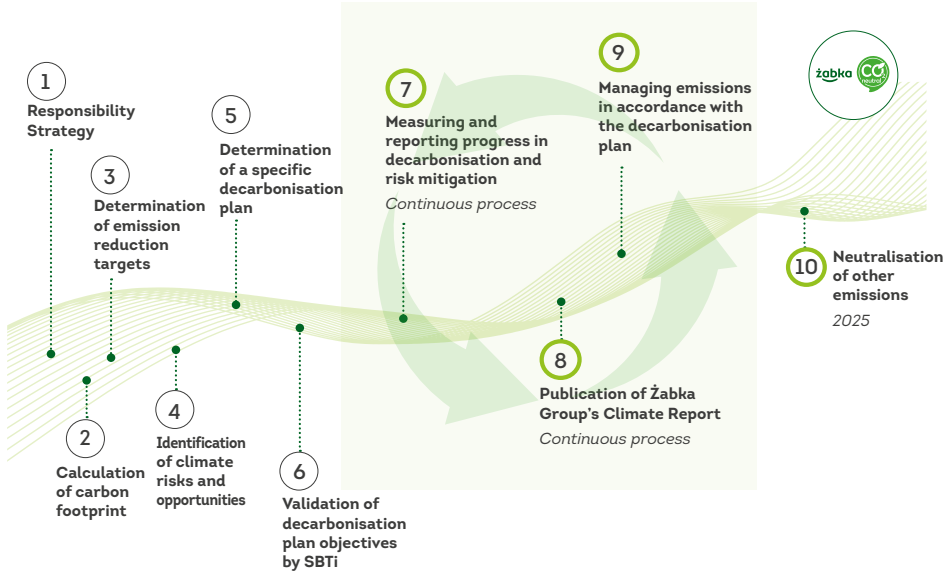 1
Responsibility
Strategy
2
Calculation
of carbon
footprint
3
Determination
of emission
reduction
targets
4
Identification
of climate
risks and
opportunities
5
Determination
of a specific
decarbonisation
plan
6
Validation of
decarbonisation
plan objectives
by SBTi
7
Measuring and
reporting progress in
decarbonisation and
risk mitigation
Continuous process
8
Publication of Żabka
Group's Climate Report
Continuous process
9
Managing emissions
in accordance with
the decarbonisation
plan
10
Neutralisation
of other
emissions
2025
żabka
CO2
neutral